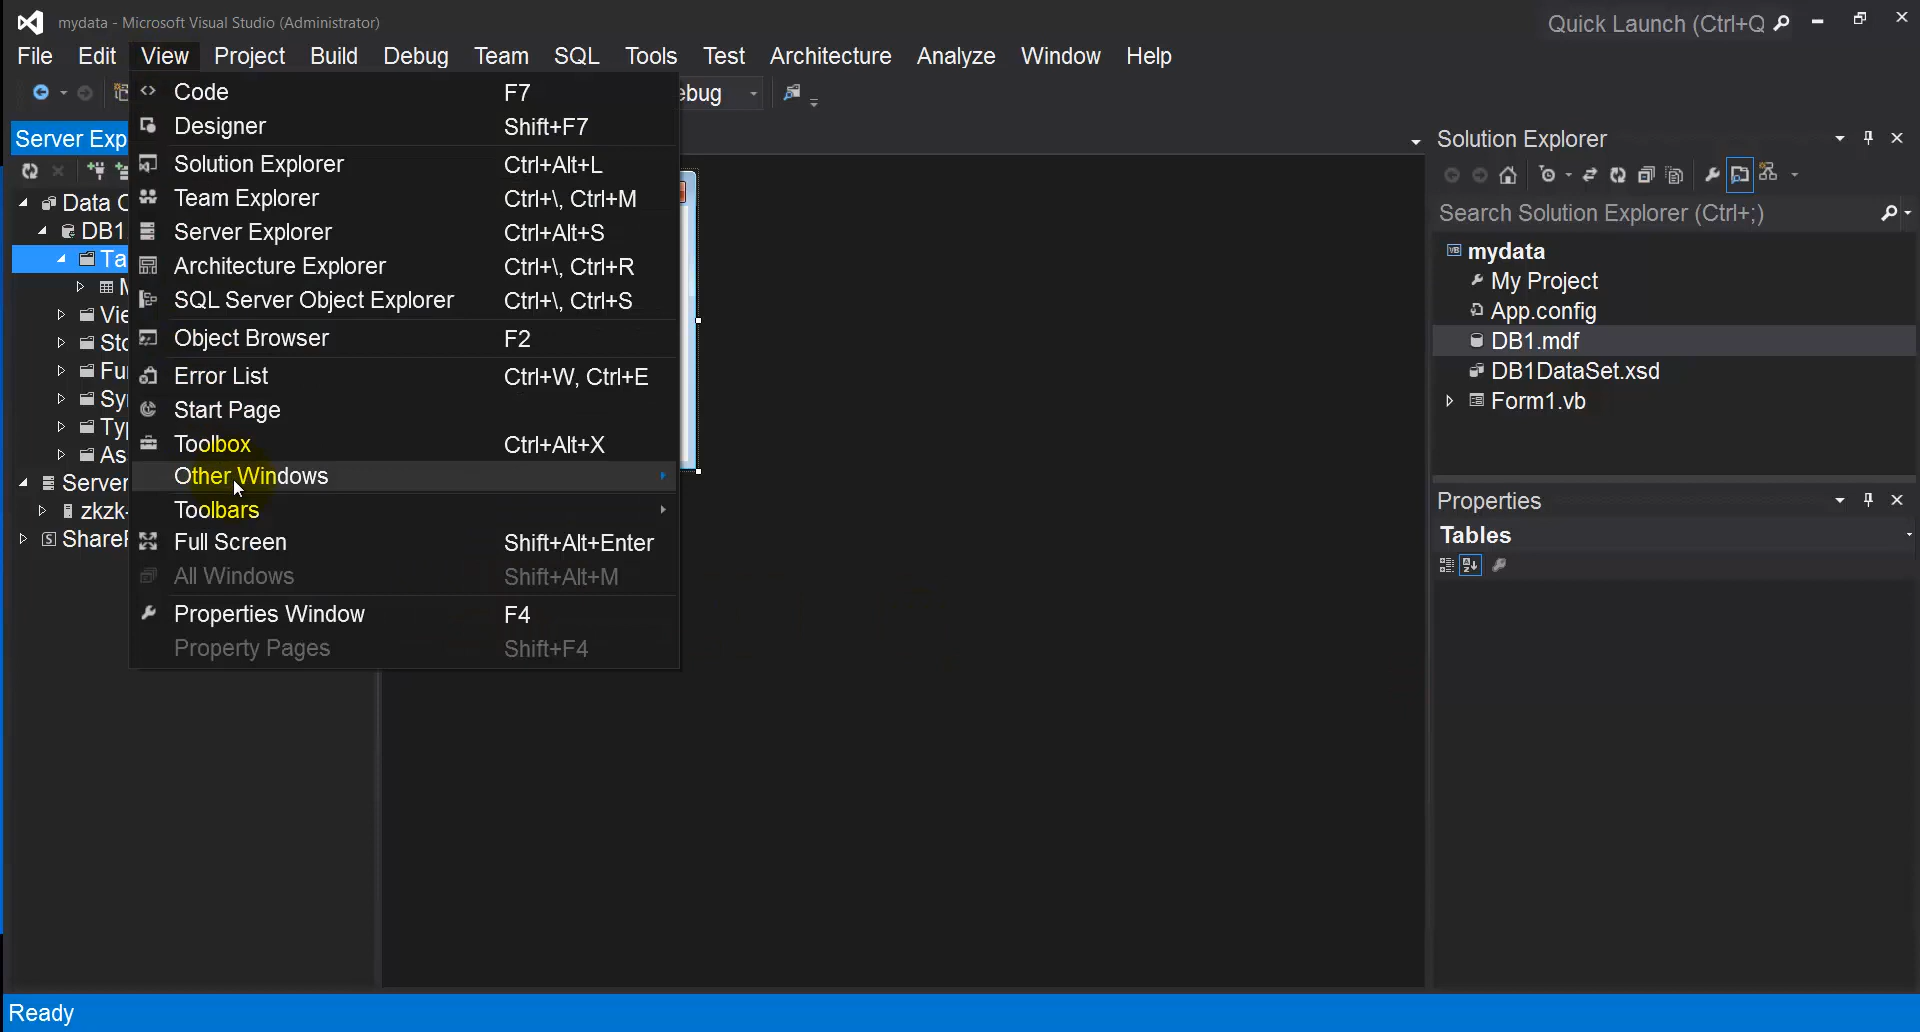 mydata - Microsoft Visual Studio (Administrator)
Quick Launch (Ctrl+Q
File Edit View Project Build Debug Team SQL Tools Test Architecture Analyze Window Help
Code F7
ebug
Designer Shift+F7
Server Exp
Solution Explorer
Solution Explorer Ctrl+Alt+L
Team Explorer Ctrl+\, Ctrl+M
Data C
Search Solution Explorer (Ctrl+;)
DB1.
Server Explorer Ctrl+Alt+S
mydata
Ta
Architecture Explorer Ctrl+\, Ctrl+R
My Project
SQL Server Object Explorer Ctrl+\, Ctrl+S
App.config
Vie
Object Browser F2
DB1.mdf
Sto
Fur
Error List Ctrl+W, Ctrl+E
DB1DataSet.xsd
Syr
Start Page
Form1.vb
Typ
Toolbox Ctrl+Alt+X
As
Other Windows
Server
Toolbars
zkzk-
Properties
Full Screen Shift+Alt+Enter
ShareP
Tables
All Windows Shift+Alt+M
Properties Window F4
Property Pages Shift+F4
Ready